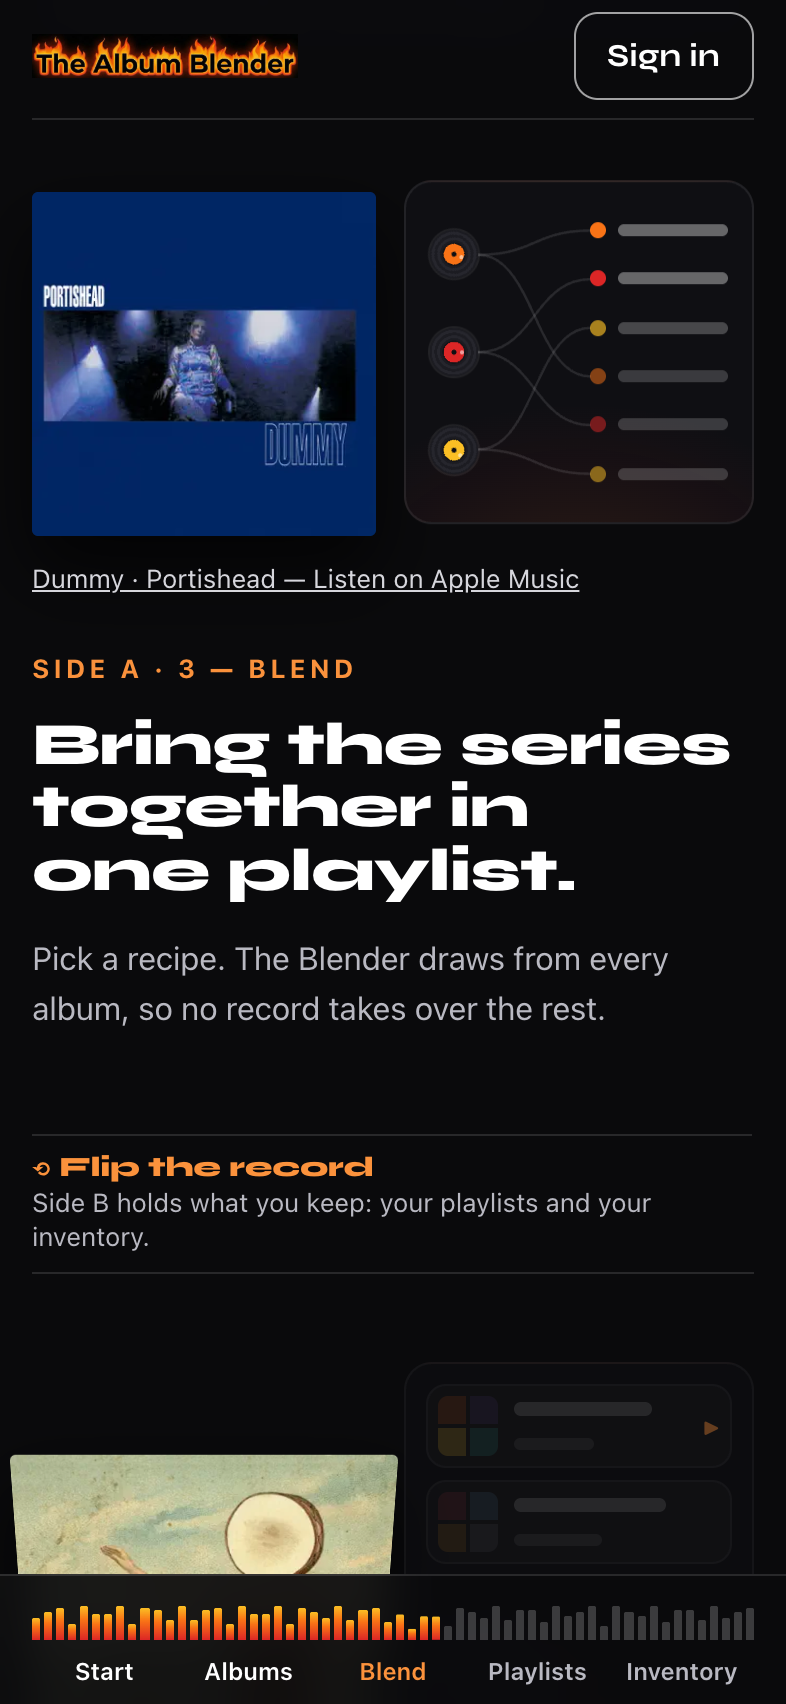 The Album Blender
Sign in
PORTISHEAD
DUMMY
Dummy · Portishead — Listen on Apple Music
SIDE A · 3 — BLEND
Bring the series
together in
one playlist.
Pick a recipe. The Blender draws from every
album, so no record takes over the rest.
⟲ Flip the record
Side B holds what you keep: your playlists and your
inventory.
Start
Albums
Blend
Playlists
Inventory